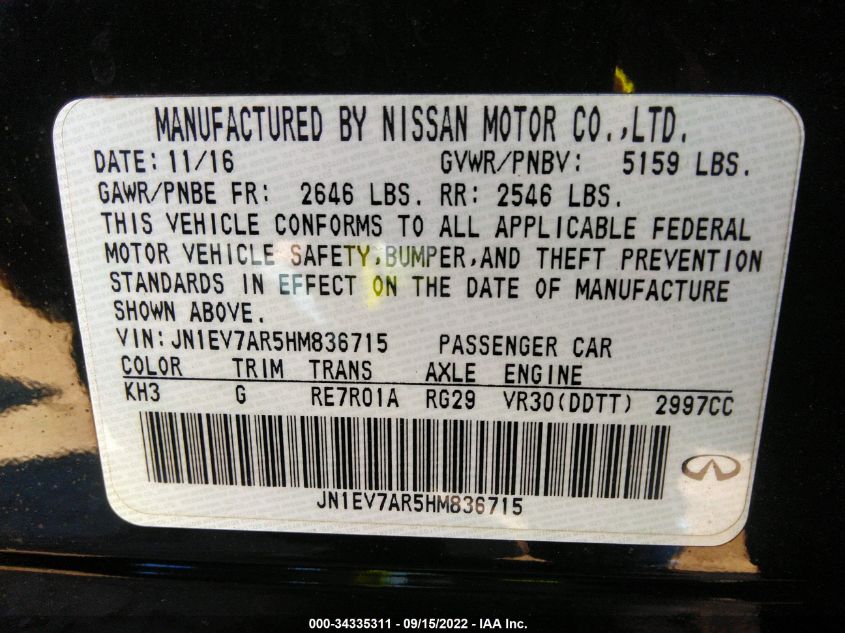 MANUFACTURED BY NISSAN MOTOR CO.,LTD.
DATE: 11/16 GVWR/PNBV: 5159 LBS.
GAWR/PNBE FR: 2646 LBS. RR: 2546 LBS.
THIS VEHICLE CONFORMS TO ALL APPLICABLE FEDERAL
MOTOR VEHICLE SAFETY,BUMPER,AND THEFT PREVENTION
STANDARDS IN EFFECT ON THE DATE OF MANUFACTURE
SHOWN ABOVE.
VIN: JN1EV7AR5HM836715 PASSENGER CAR
COLOR TRIM TRANS AXLE ENGINE
KH3 G RE7R01A RG29 VR30(DDTT) 2997CC
JN1EV7AR5HM836715
000-34335311 - 09/15/2022 - IAA Inc.